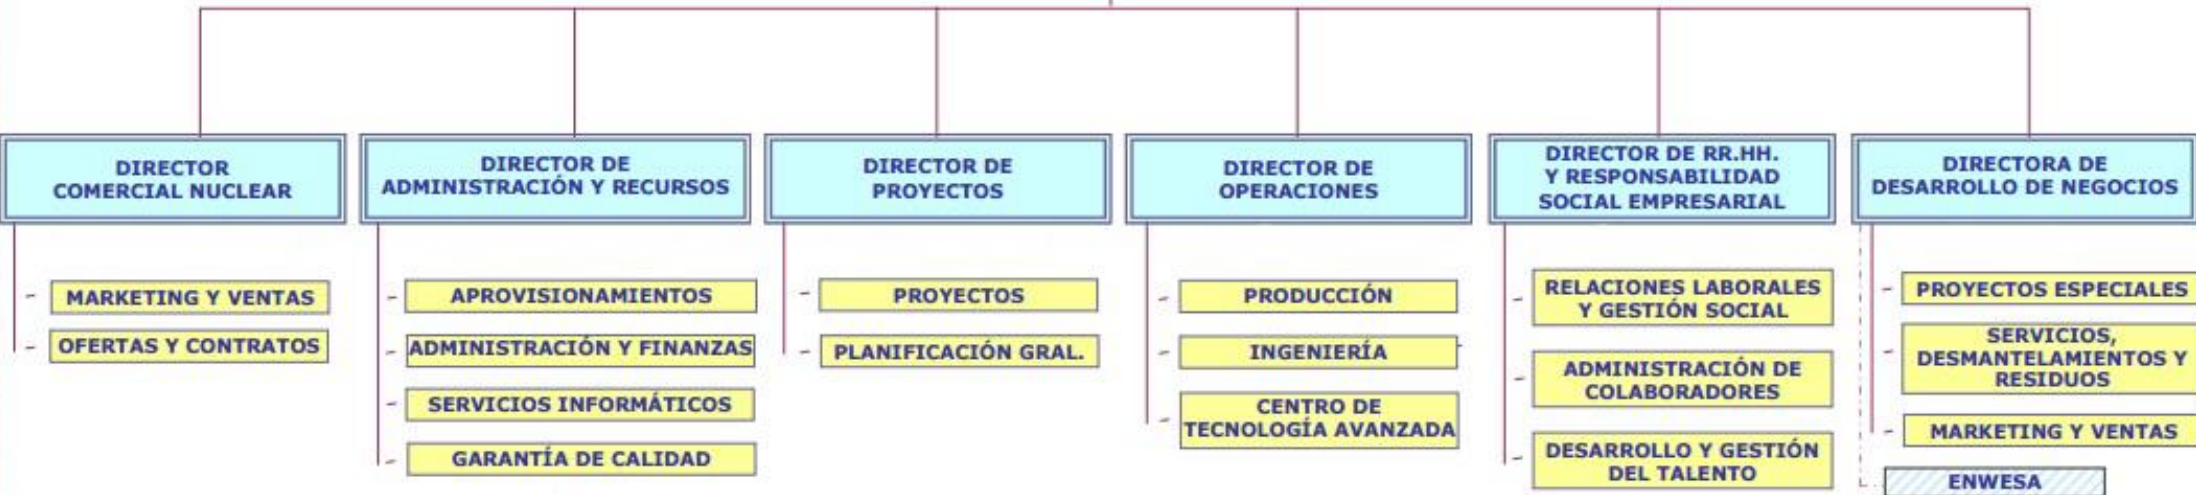 DIRECTOR
COMERCIAL NUCLEAR
MARKETING Y VENTAS
OFERTAS Y CONTRATOS
DIRECTOR DE
ADMINISTRACIÓN Y RECURSOS
APROVISIONAMIENTOS
ADMINISTRACIÓN Y FINANZAS
SERVICIOS INFORMÁTICOS
GARANTÍA DE CALIDAD
DIRECTOR DE
PROYECTOS
PROYECTOS
PLANIFICACIÓN GRAL.
DIRECTOR DE
OPERACIONES
PRODUCCIÓN
INGENIERÍA
CENTRO DE
TECNOLOGÍA AVANZADA
DIRECTOR DE RR.HH.
Y RESPONSABILIDAD
SOCIAL EMPRESARIAL
RELACIONES LABORALES
Y GESTIÓN SOCIAL
ADMINISTRACIÓN DE
COLABORADORES
DESARROLLO Y GESTIÓN
DEL TALENTO
DIRECTORA DE
DESARROLLO DE NEGOCIOS
PROYECTOS ESPECIALES
SERVICIOS,
DESMANTELAMIENTOS Y
RESIDUOS
MARKETING Y VENTAS
ENWESA